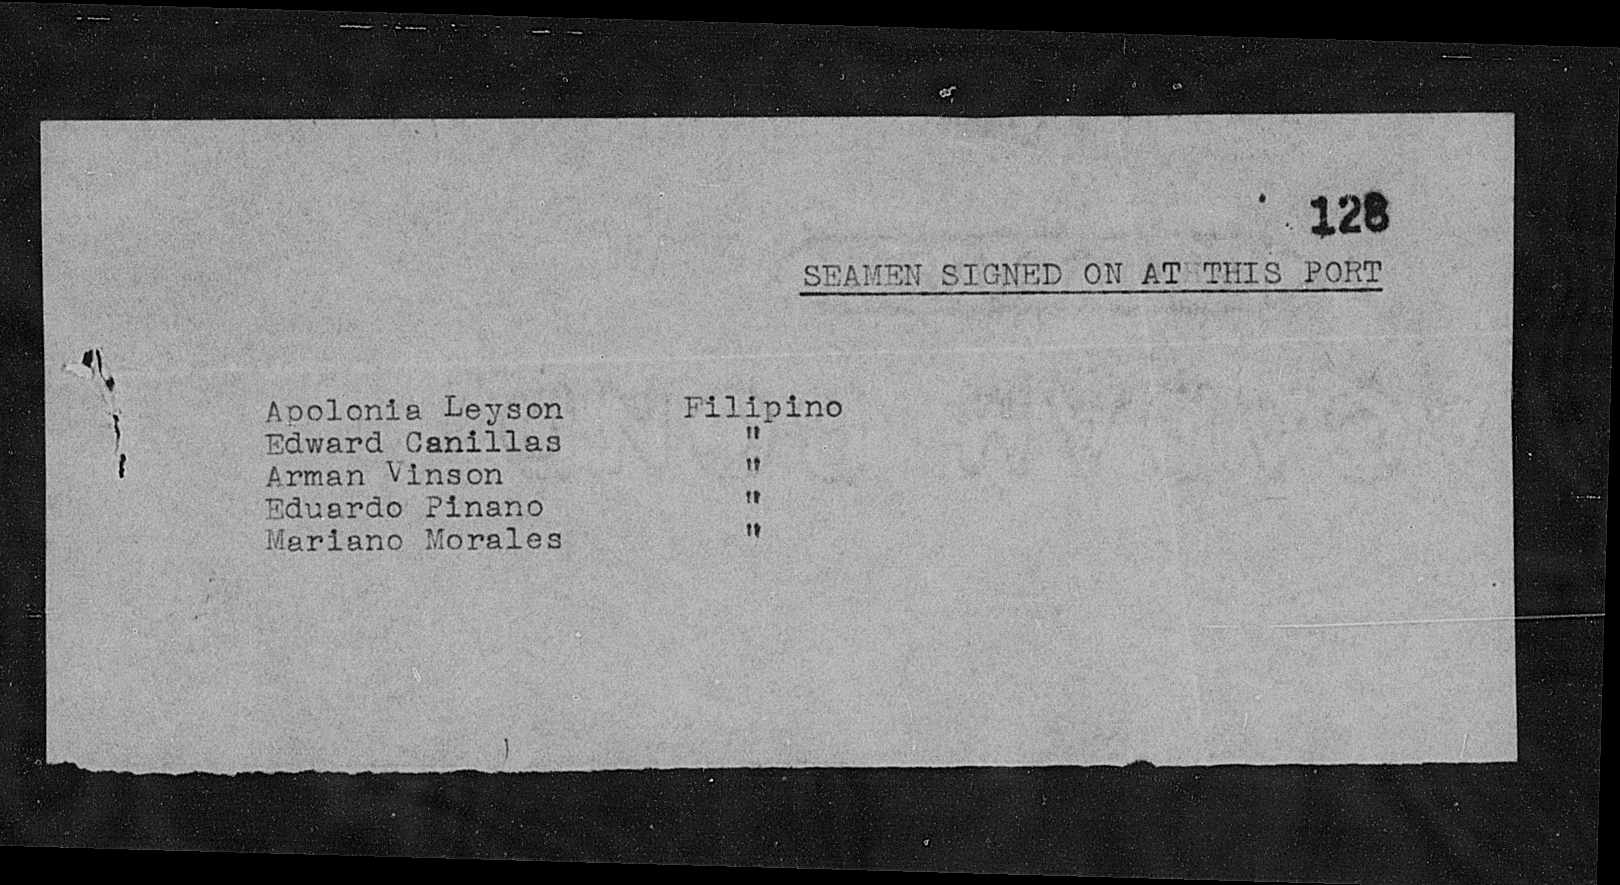 128
SEAMEN SIGNED ON AT THIS PORT
Apolonia Leyson Filipino
Edward Canillas "
Arman Vinson "
Eduardo Pinano "
Mariano Morales "